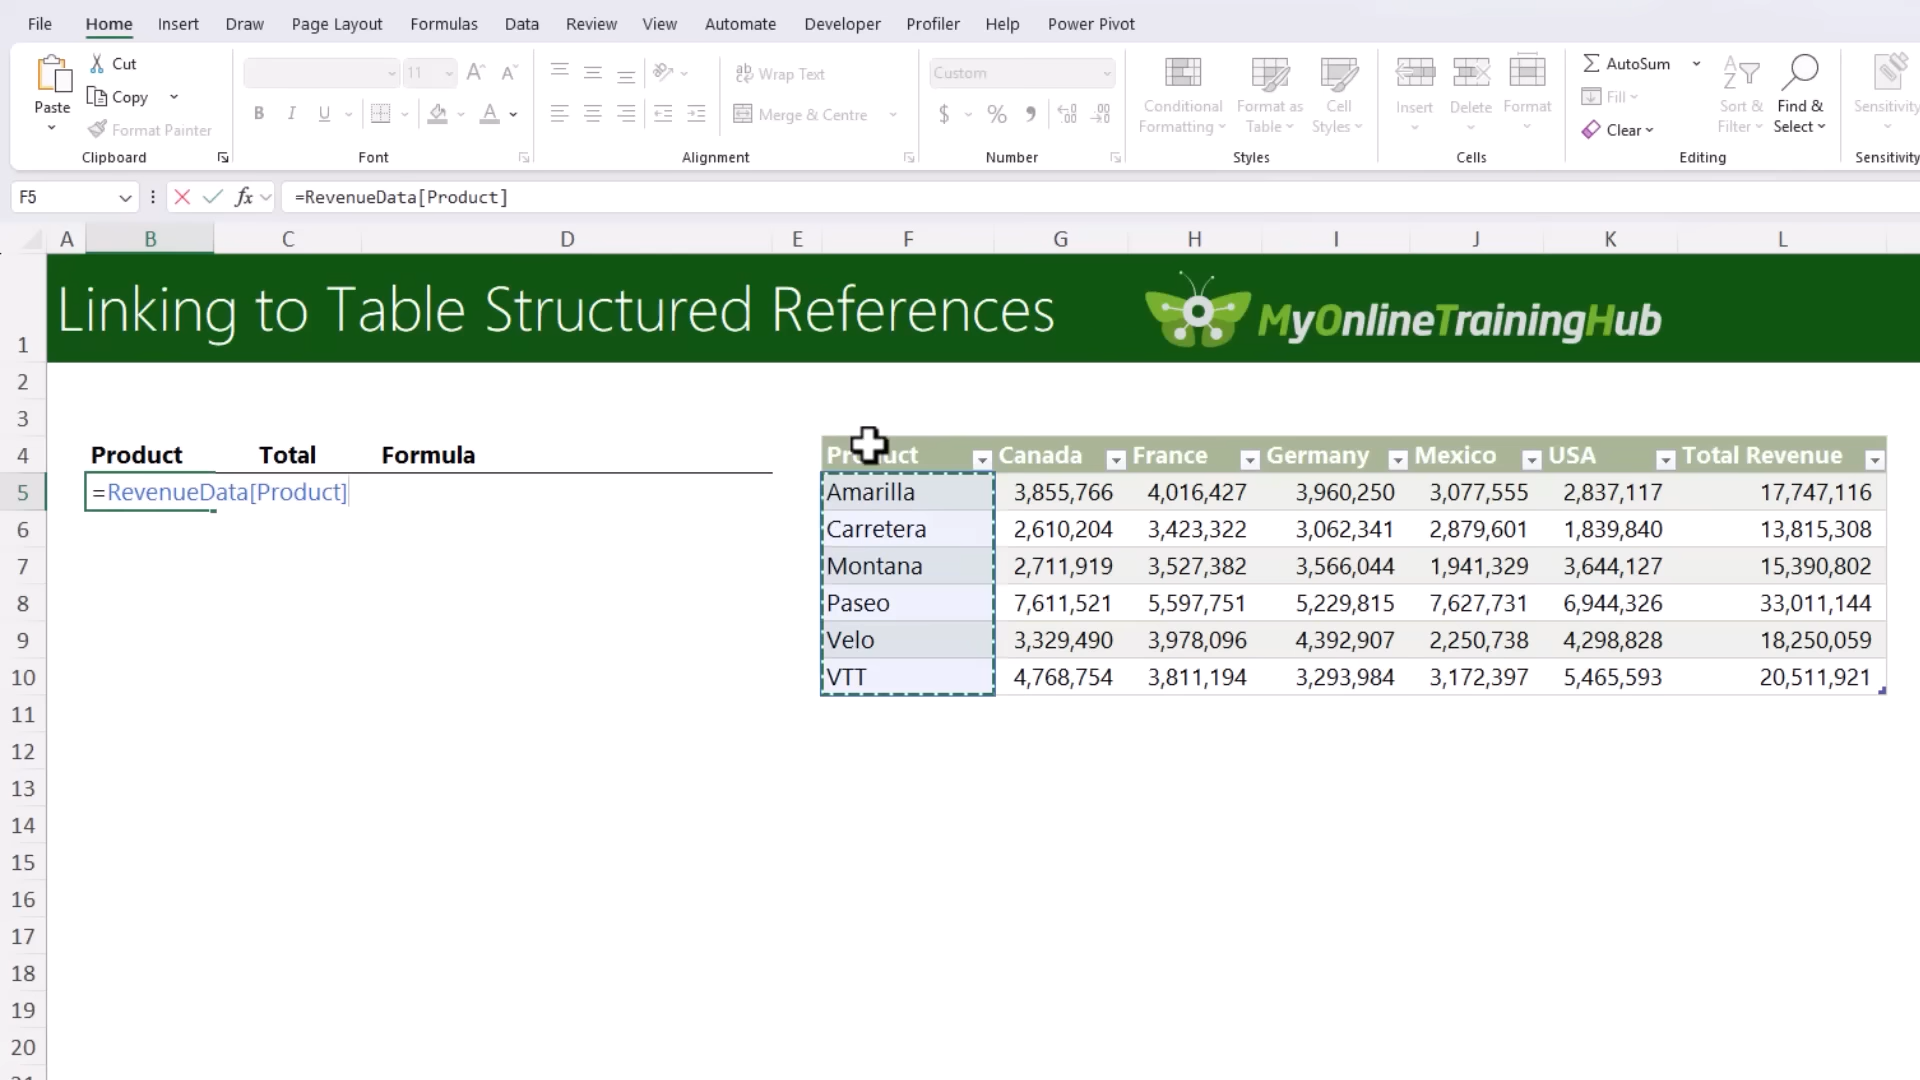 File Home Insert Draw Page Layout Formulas Data Review View Automate Developer Profiler Help Power Pivot
Paste Cut Copy Format Painter Clipboard
11 B I U A Font
Wrap Text Merge & Centre Alignment
Custom $ % Number
Conditional Formatting Format as Table Cell Styles Styles
Insert Delete Format Cells
AutoSum Fill Clear Sort & Filter Find & Select Editing
Sensitivity Sensitivity
F5 fx =RevenueData[Product]
A B C D E F G H I J K L
1 Linking to Table Structured References MyOnlineTrainingHub
2
3
4 Product Total Formula Product Canada France Germany Mexico USA Total Revenue
5 =RevenueData[Product] Amarilla 3,855,766 4,016,427 3,960,250 3,077,555 2,837,117 17,747,116
6 Carretera 2,610,204 3,423,322 3,062,341 2,879,601 1,839,840 13,815,308
7 Montana 2,711,919 3,527,382 3,566,044 1,941,329 3,644,127 15,390,802
8 Paseo 7,611,521 5,597,751 5,229,815 7,627,731 6,944,326 33,011,144
9 Velo 3,329,490 3,978,096 4,392,907 2,250,738 4,298,828 18,250,059
10 VTT 4,768,754 3,811,194 3,293,984 3,172,397 5,465,593 20,511,921
11
12
13
14
15
16
17
18
19
20